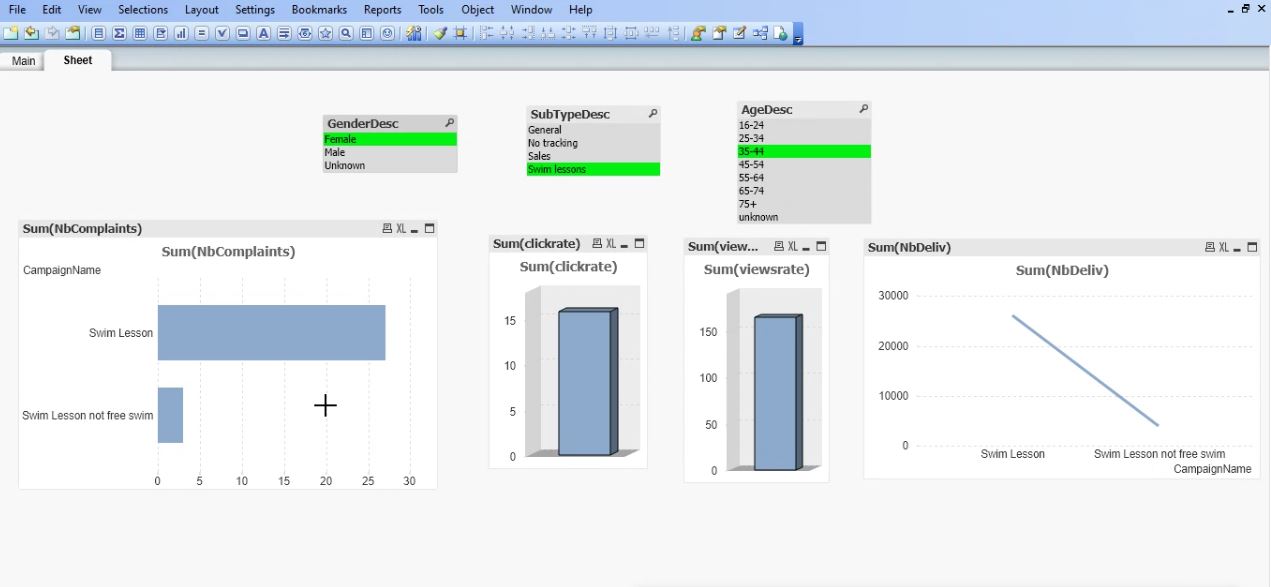 File Edit View Selections Layout Settings Bookmarks Reports Tools Object Window Help
Main Sheet
GenderDesc
Female
Male
Unknown
SubTypeDesc
General
No tracking
Sales
Swim lessons
AgeDesc
16-24
25-34
35-44
45-54
55-64
65-74
75+
unknown
Sum(NbComplaints) XL
Sum(NbComplaints)
CampaignName
Swim Lesson
Swim Lesson not free swim
0 5 10 15 20 25 30
Sum(clickrate) XL
Sum(clickrate)
15
10
5
0
Sum(view... XL
Sum(viewsrate)
150
100
50
0
Sum(NbDeliv) XL
Sum(NbDeliv)
30000
20000
10000
0
Swim Lesson Swim Lesson not free swim
CampaignName